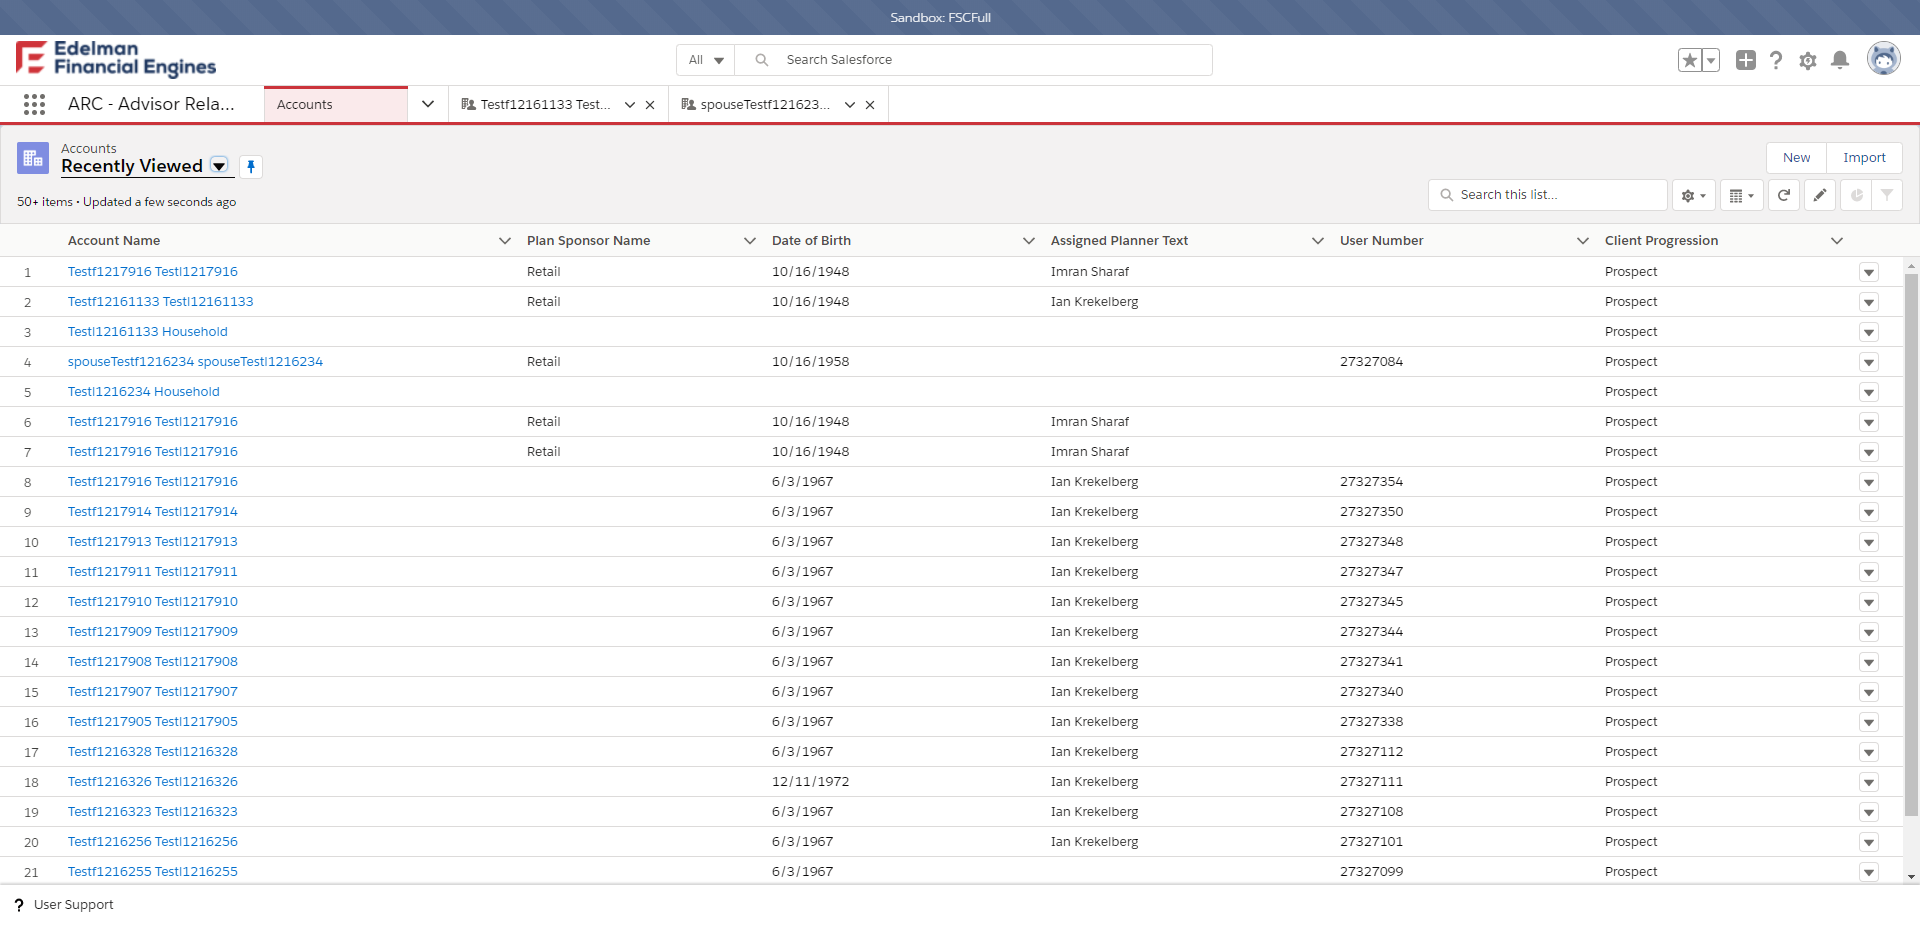 Sandbox: FSCFull
Edelman
Financial Engines
All Search Salesforce
ARC - Advisor Rela... Accounts Testf12161133 Test... spouseTestf121623...
Accounts
Recently Viewed
New Import
50+ items • Updated a few seconds ago
Search this list...
Account Name Plan Sponsor Name Date of Birth Assigned Planner Text User Number Client Progression
1 Testf1217916 Testl1217916 Retail 10/16/1948 Imran Sharaf Prospect
2 Testf12161133 Testl12161133 Retail 10/16/1948 Ian Krekelberg Prospect
3 Testl12161133 Household Prospect
4 spouseTestf1216234 spouseTestl1216234 Retail 10/16/1958 27327084 Prospect
5 Testl1216234 Household Prospect
6 Testf1217916 Testl1217916 Retail 10/16/1948 Imran Sharaf Prospect
7 Testf1217916 Testl1217916 Retail 10/16/1948 Imran Sharaf Prospect
8 Testf1217916 Testl1217916 6/3/1967 Ian Krekelberg 27327354 Prospect
9 Testf1217914 Testl1217914 6/3/1967 Ian Krekelberg 27327350 Prospect
10 Testf1217913 Testl1217913 6/3/1967 Ian Krekelberg 27327348 Prospect
11 Testf1217911 Testl1217911 6/3/1967 Ian Krekelberg 27327347 Prospect
12 Testf1217910 Testl1217910 6/3/1967 Ian Krekelberg 27327345 Prospect
13 Testf1217909 Testl1217909 6/3/1967 Ian Krekelberg 27327344 Prospect
14 Testf1217908 Testl1217908 6/3/1967 Ian Krekelberg 27327341 Prospect
15 Testf1217907 Testl1217907 6/3/1967 Ian Krekelberg 27327340 Prospect
16 Testf1217905 Testl1217905 6/3/1967 Ian Krekelberg 27327338 Prospect
17 Testf1216328 Testl1216328 6/3/1967 Ian Krekelberg 27327112 Prospect
18 Testf1216326 Testl1216326 12/11/1972 Ian Krekelberg 27327111 Prospect
19 Testf1216323 Testl1216323 6/3/1967 Ian Krekelberg 27327108 Prospect
20 Testf1216256 Testl1216256 6/3/1967 Ian Krekelberg 27327101 Prospect
21 Testf1216255 Testl1216255 6/3/1967 27327099 Prospect
? User Support